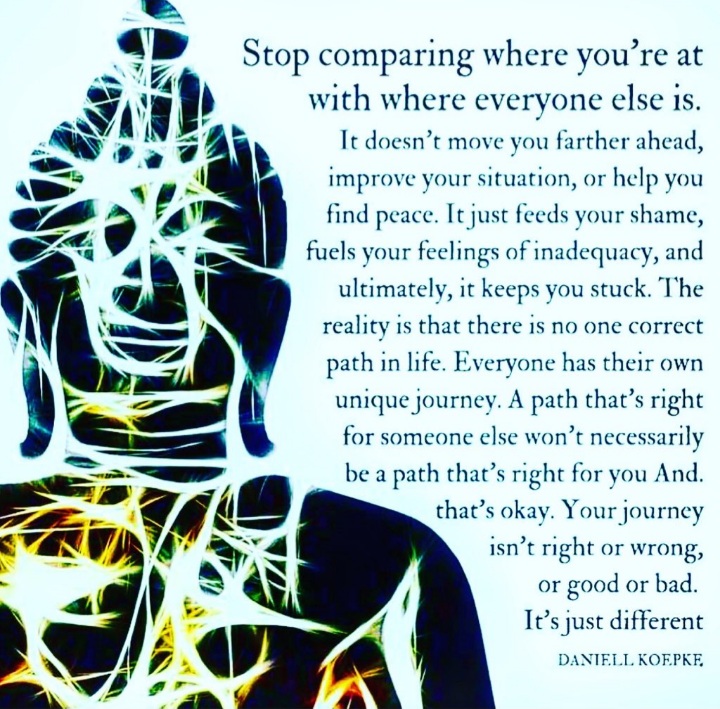 Stop comparing where you're at
with where everyone else is.
It doesn't move you farther ahead,
improve your situation, or help you
find peace. It just feeds your shame,
fuels your feelings of inadequacy, and
ultimately, it keeps you stuck. The
reality is that there is no one correct
path in life. Everyone has their own
unique journey. A path that's right
for someone else won't necessarily
be a path that's right for you And.
that's okay. Your journey
isn't right or wrong,
or good or bad.
It's just different
DANIELL KOEPKE